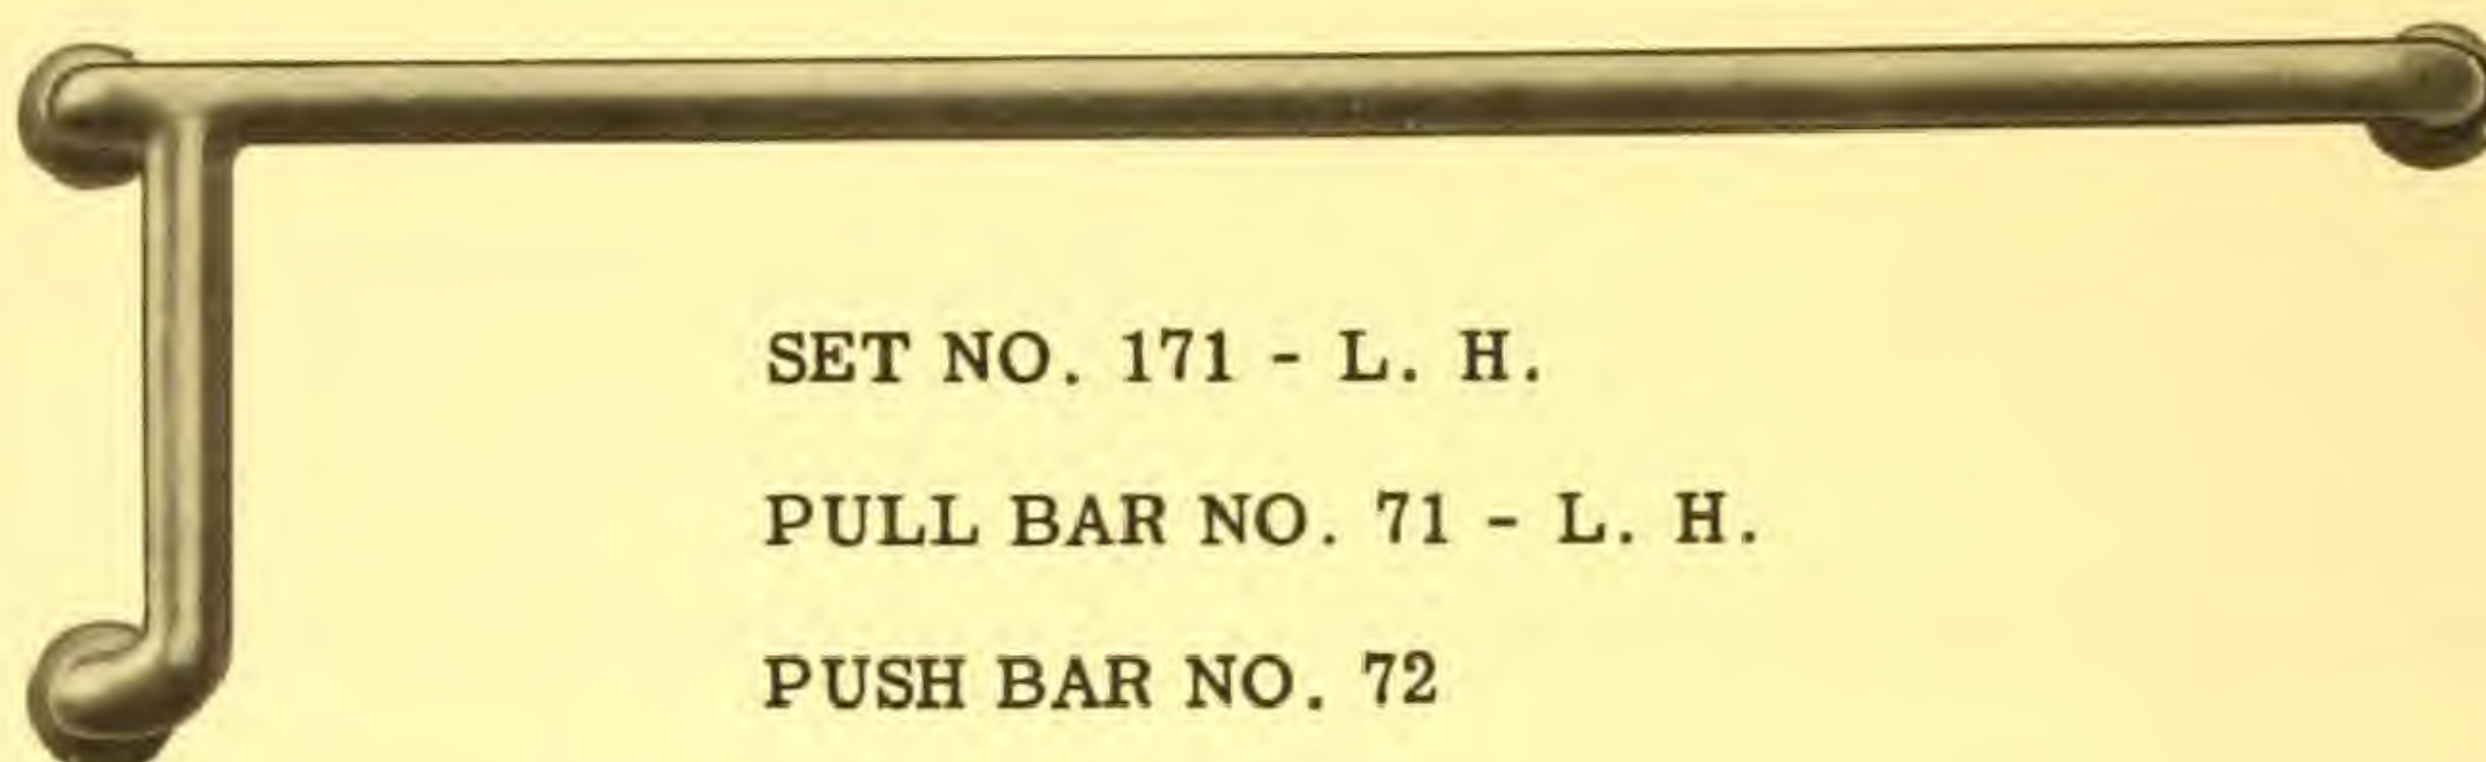 SET NO. 171 - L. H.
PULL BAR NO. 71 - L. H.
PUSH BAR NO. 72